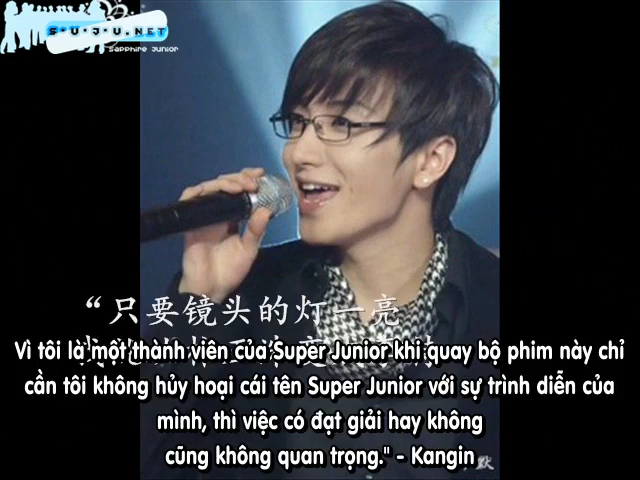 S·U·J·U.NET
SAPPHIRE JUNIOR
“只要镜头的灯一亮
Vì tôi là một thành viên của Super Junior khi quay bộ phim này chỉ
cần tôi không hủy hoại cái tên Super Junior với sự trình diễn của
mình, thì việc có đạt giải hay không
cũng không quan trọng." - Kangin
默